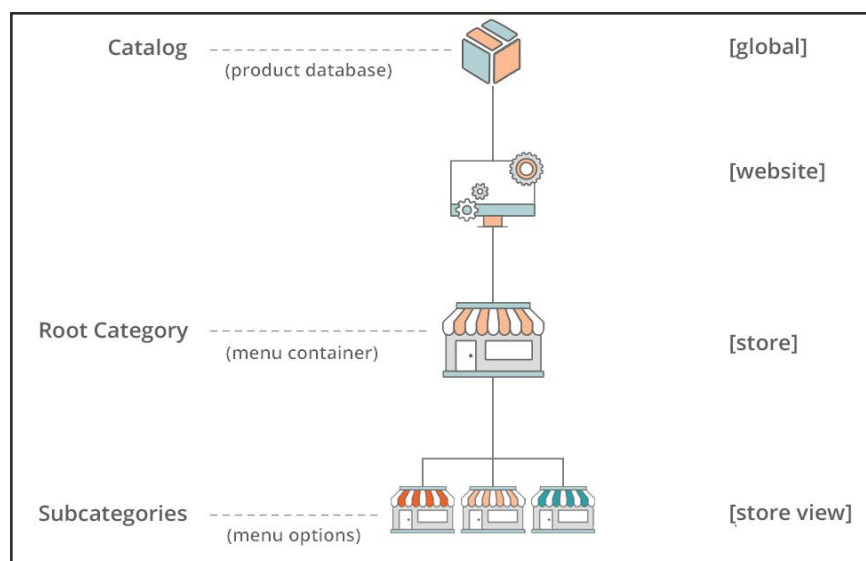 Catalog
(product database)
[global]
[website]
Root Category
(menu container)
[store]
Subcategories
(menu options)
[store view]